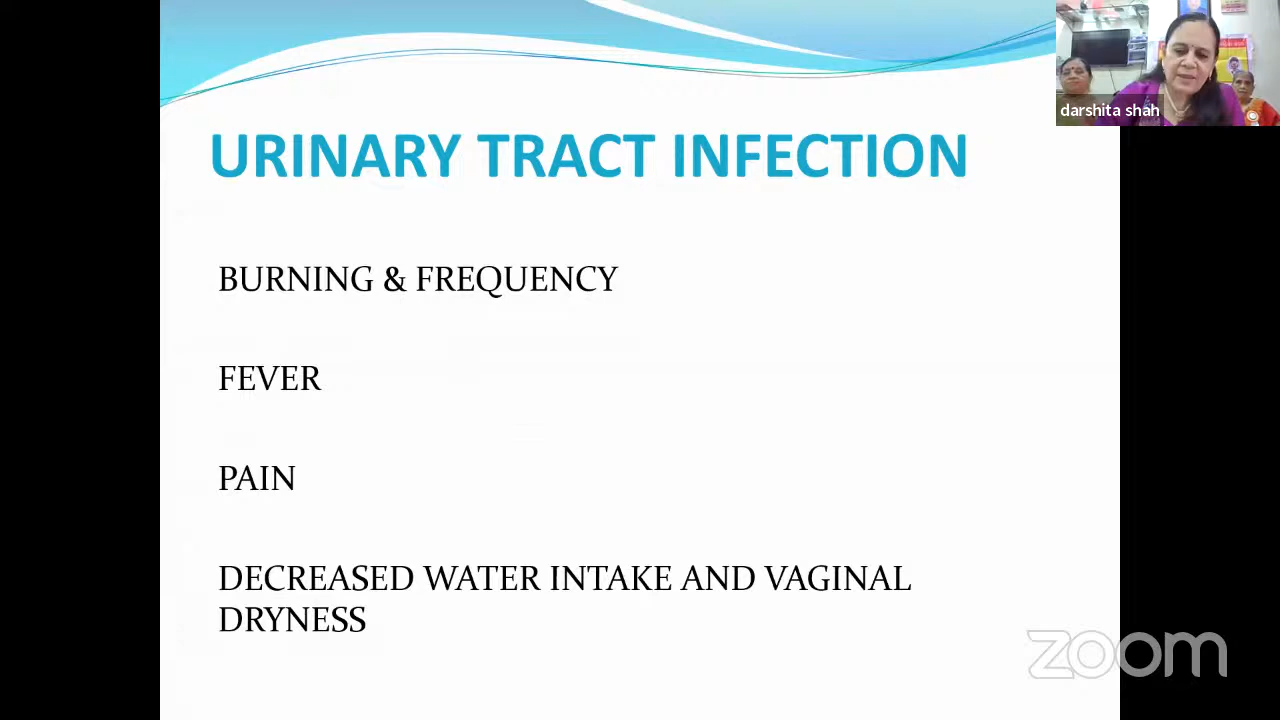 darshita shah
URINARY TRACT INFECTION
BURNING & FREQUENCY
FEVER
PAIN
DECREASED WATER INTAKE AND VAGINAL
DRYNESS
zoom